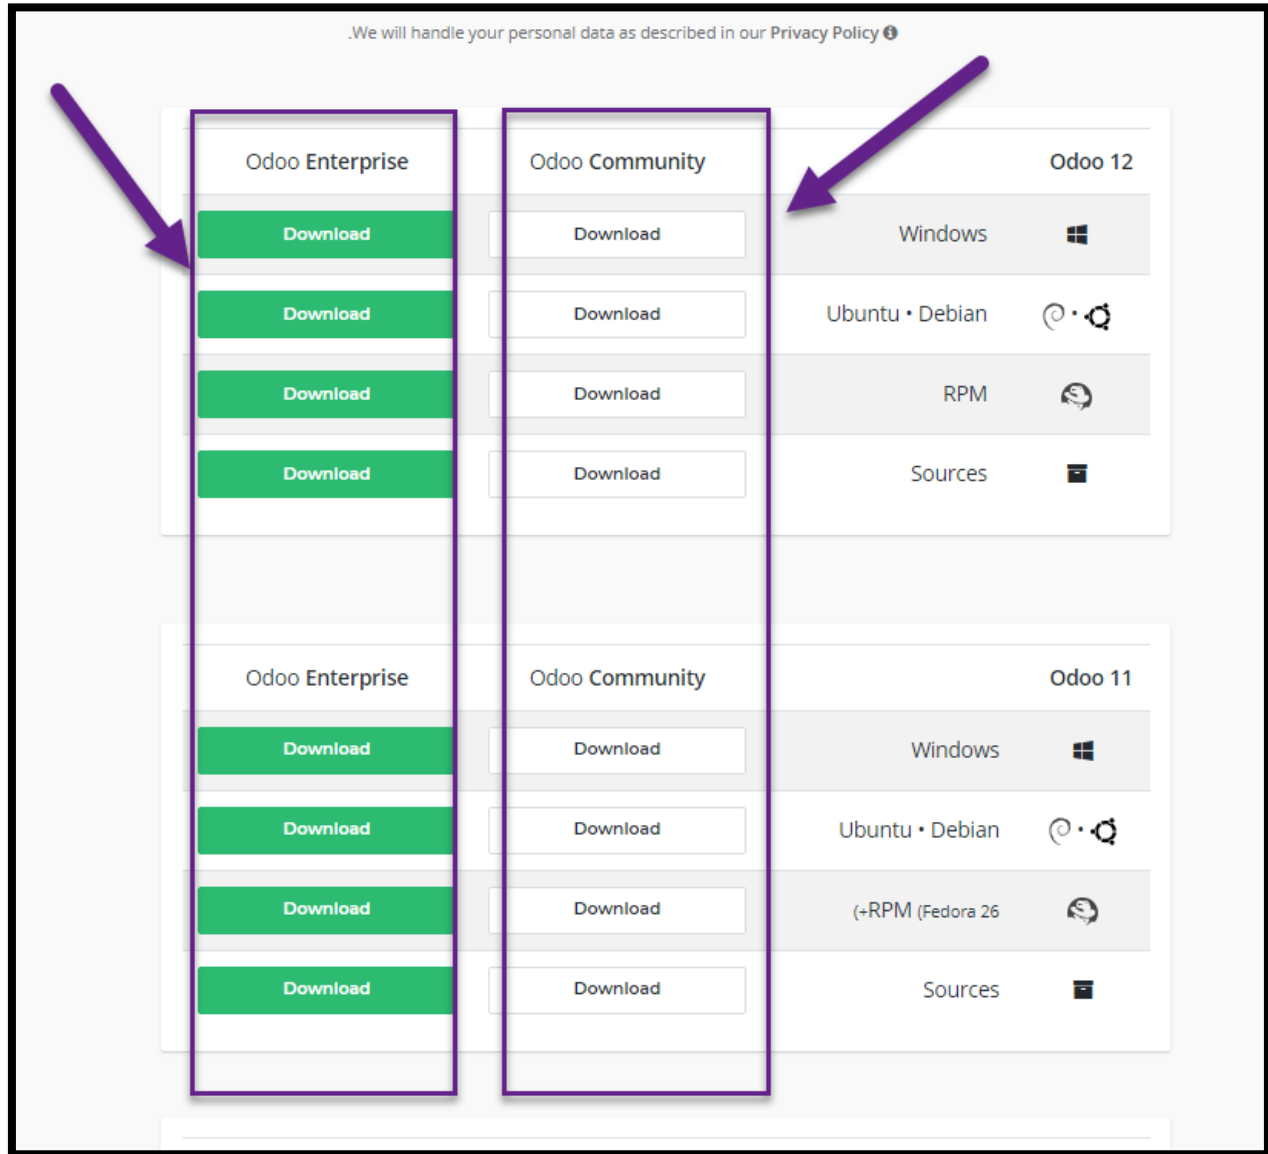 .We will handle your personal data as described in our Privacy Policy
Odoo Enterprise Odoo Community Odoo 12
Download Download Windows
Download Download Ubuntu • Debian
Download Download RPM
Download Download Sources
Odoo Enterprise Odoo Community Odoo 11
Download Download Windows
Download Download Ubuntu • Debian
Download Download (+RPM (Fedora 26
Download Download Sources